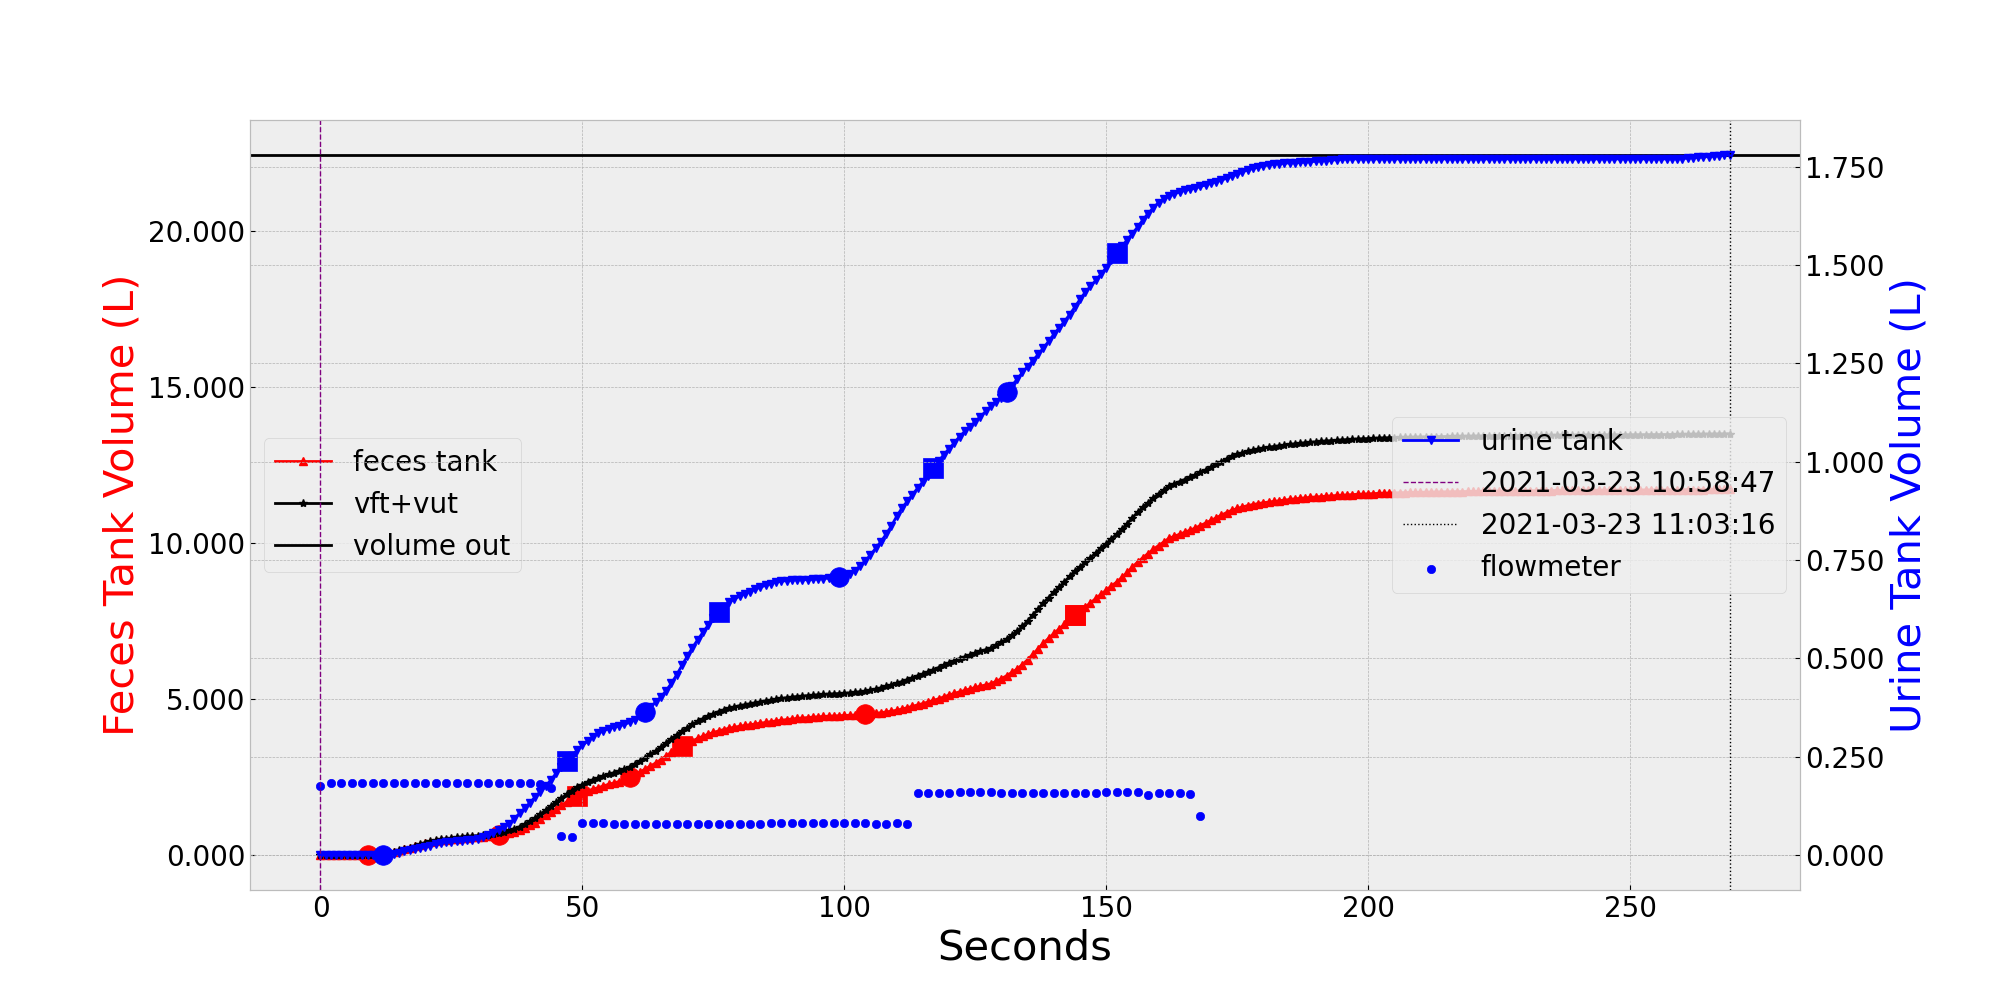 Feces Tank Volume (L)
20.000
15.000
10.000
5.000
0.000
feces tank
vft+vut
volume out
0
50
100
150
200
250
Seconds
urine tank
2021-03-23 10:58:47
2021-03-23 11:03:16
flowmeter
1.750
1.500
1.250
1.000
0.750
0.500
0.250
0.000
Urine Tank Volume (L)